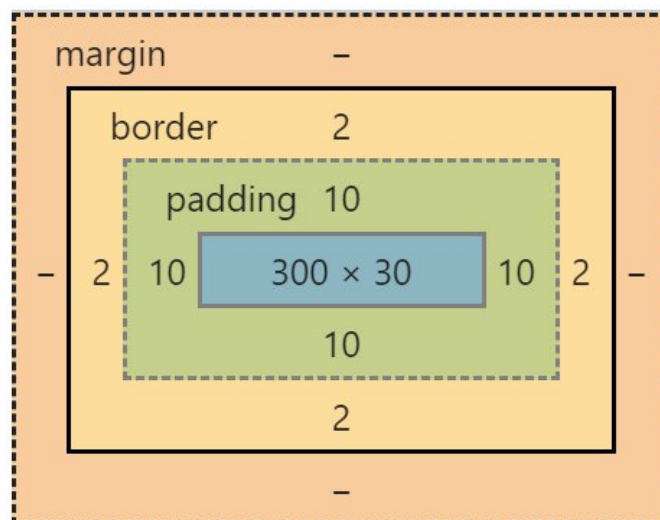 margin –
border 2
padding 10
– 2 10 300 × 30 10 2 –
10
2
–